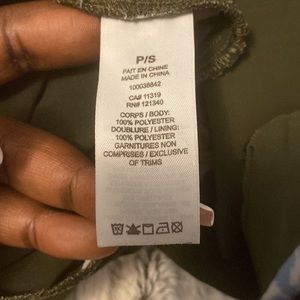 P/S
FAIT EN CHINE
MADE IN CHINA
100038842
CA# 11319
RN# 121340
CORPS / BODY:
100% POLYESTER
DOUBLURE / LINING:
100% POLYESTER
GARNITURES NON
COMPRISES / EXCLUSIVE
OF TRIMS